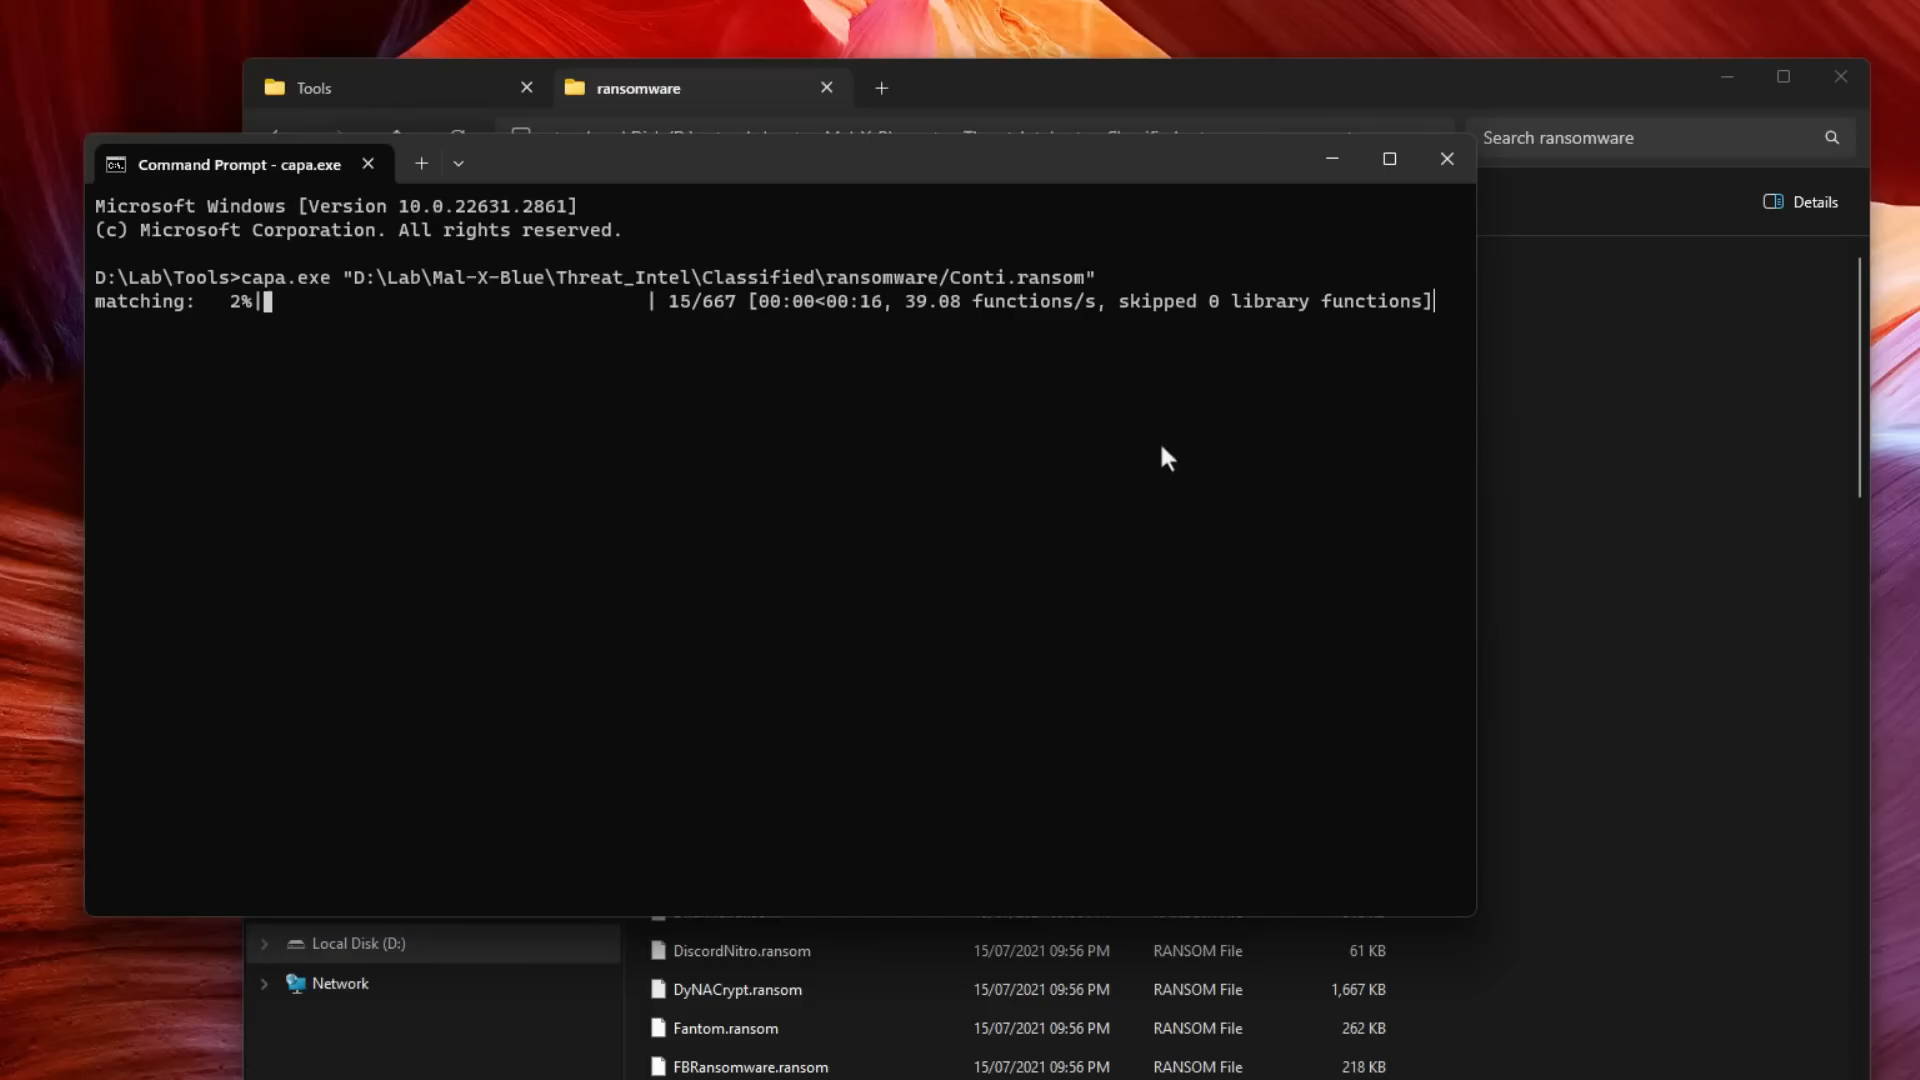 Tools
ransomware
Search ransomware
Command Prompt - capa.exe
Details
Microsoft Windows [Version 10.0.22631.2861]
(c) Microsoft Corporation. All rights reserved.
D:\Lab\Tools>capa.exe "D:\Lab\Mal-X-Blue\Threat_Intel\Classified\ransomware/Conti.ransom"
matching:   2%|█ | 15/667 [00:00<00:16, 39.08 functions/s, skipped 0 library functions]
Local Disk (D:)
DiscordNitro.ransom 15/07/2021 09:56 PM RANSOM File 61 KB
Network
DyNACrypt.ransom 15/07/2021 09:56 PM RANSOM File 1,667 KB
Fantom.ransom 15/07/2021 09:56 PM RANSOM File 262 KB
FBRansomware.ransom 15/07/2021 09:56 PM RANSOM File 218 KB